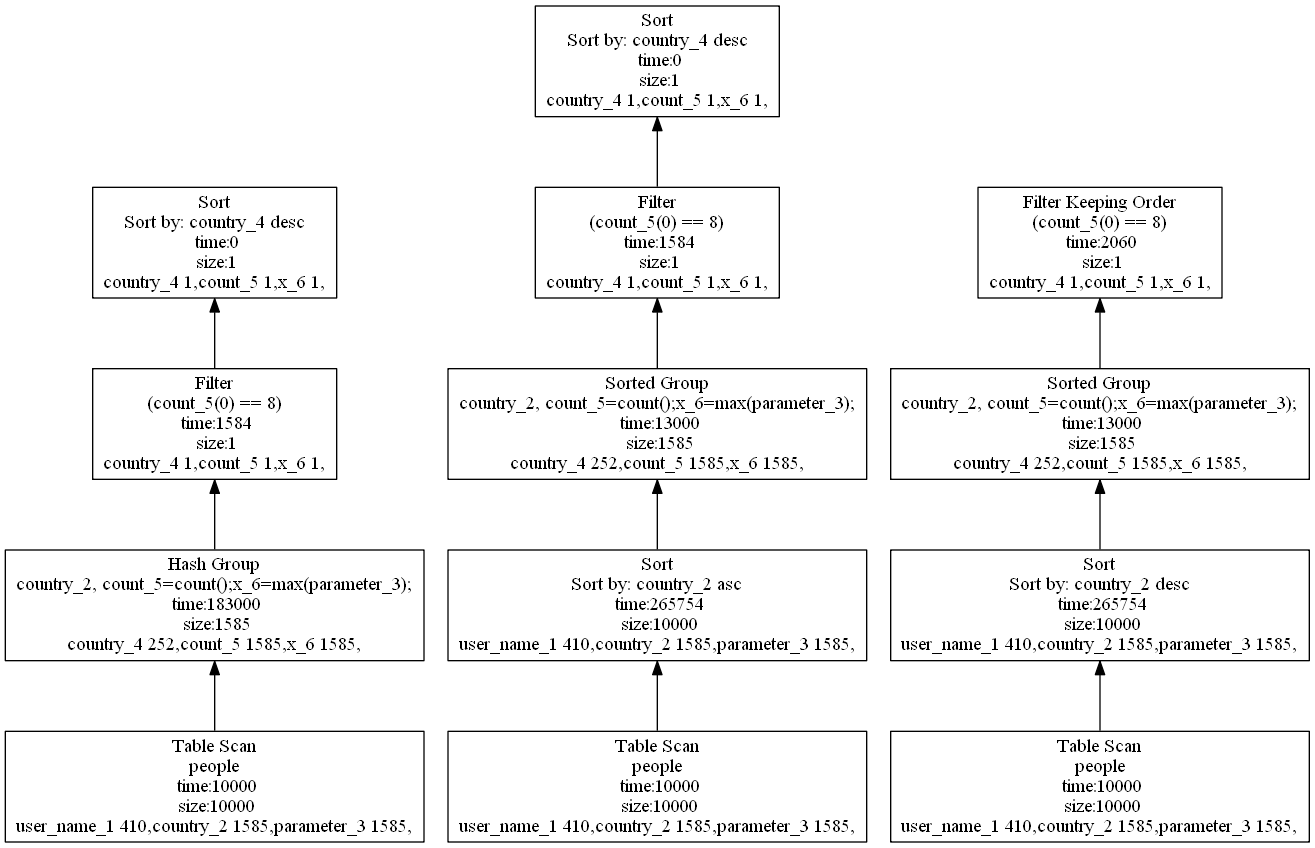 Sort
Sort by: country_4 desc
time:0
size:1
country_4 1,count_5 1,x_6 1,
Sort
Sort by: country_4 desc
time:0
size:1
country_4 1,count_5 1,x_6 1,
Filter
(count_5(0) == 8)
time:1584
size:1
country_4 1,count_5 1,x_6 1,
Filter Keeping Order
(count_5(0) == 8)
time:2060
size:1
country_4 1,count_5 1,x_6 1,
Filter
(count_5(0) == 8)
time:1584
size:1
country_4 1,count_5 1,x_6 1,
Sorted Group
country_2, count_5=count();x_6=max(parameter_3);
time:13000
size:1585
country_4 252,count_5 1585,x_6 1585,
Sorted Group
country_2, count_5=count();x_6=max(parameter_3);
time:13000
size:1585
country_4 252,count_5 1585,x_6 1585,
Hash Group
country_2, count_5=count();x_6=max(parameter_3);
time:183000
size:1585
country_4 252,count_5 1585,x_6 1585,
Sort
Sort by: country_2 asc
time:265754
size:10000
user_name_1 410,country_2 1585,parameter_3 1585,
Sort
Sort by: country_2 desc
time:265754
size:10000
user_name_1 410,country_2 1585,parameter_3 1585,
Table Scan
people
time:10000
size:10000
user_name_1 410,country_2 1585,parameter_3 1585,
Table Scan
people
time:10000
size:10000
user_name_1 410,country_2 1585,parameter_3 1585,
Table Scan
people
time:10000
size:10000
user_name_1 410,country_2 1585,parameter_3 1585,